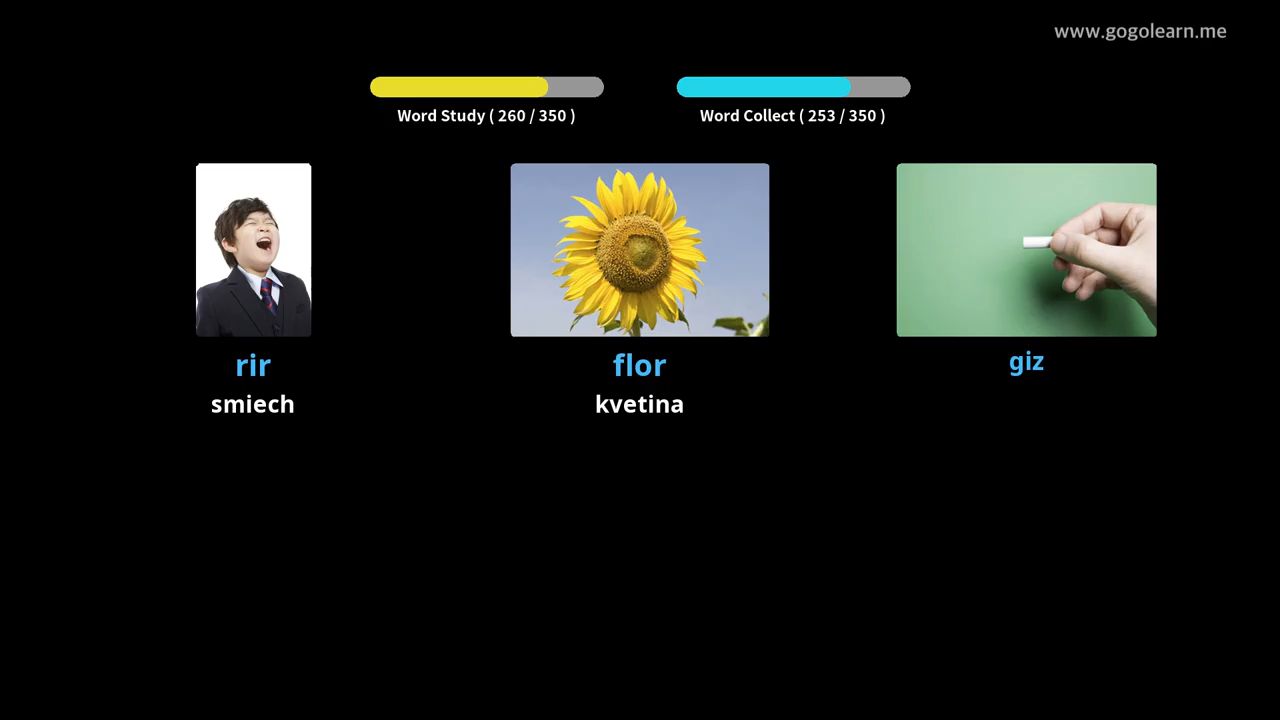 www.gogolearn.me
Word Study ( 260 / 350 )
Word Collect ( 253 / 350 )
rir
smiech
flor
kvetina
giz